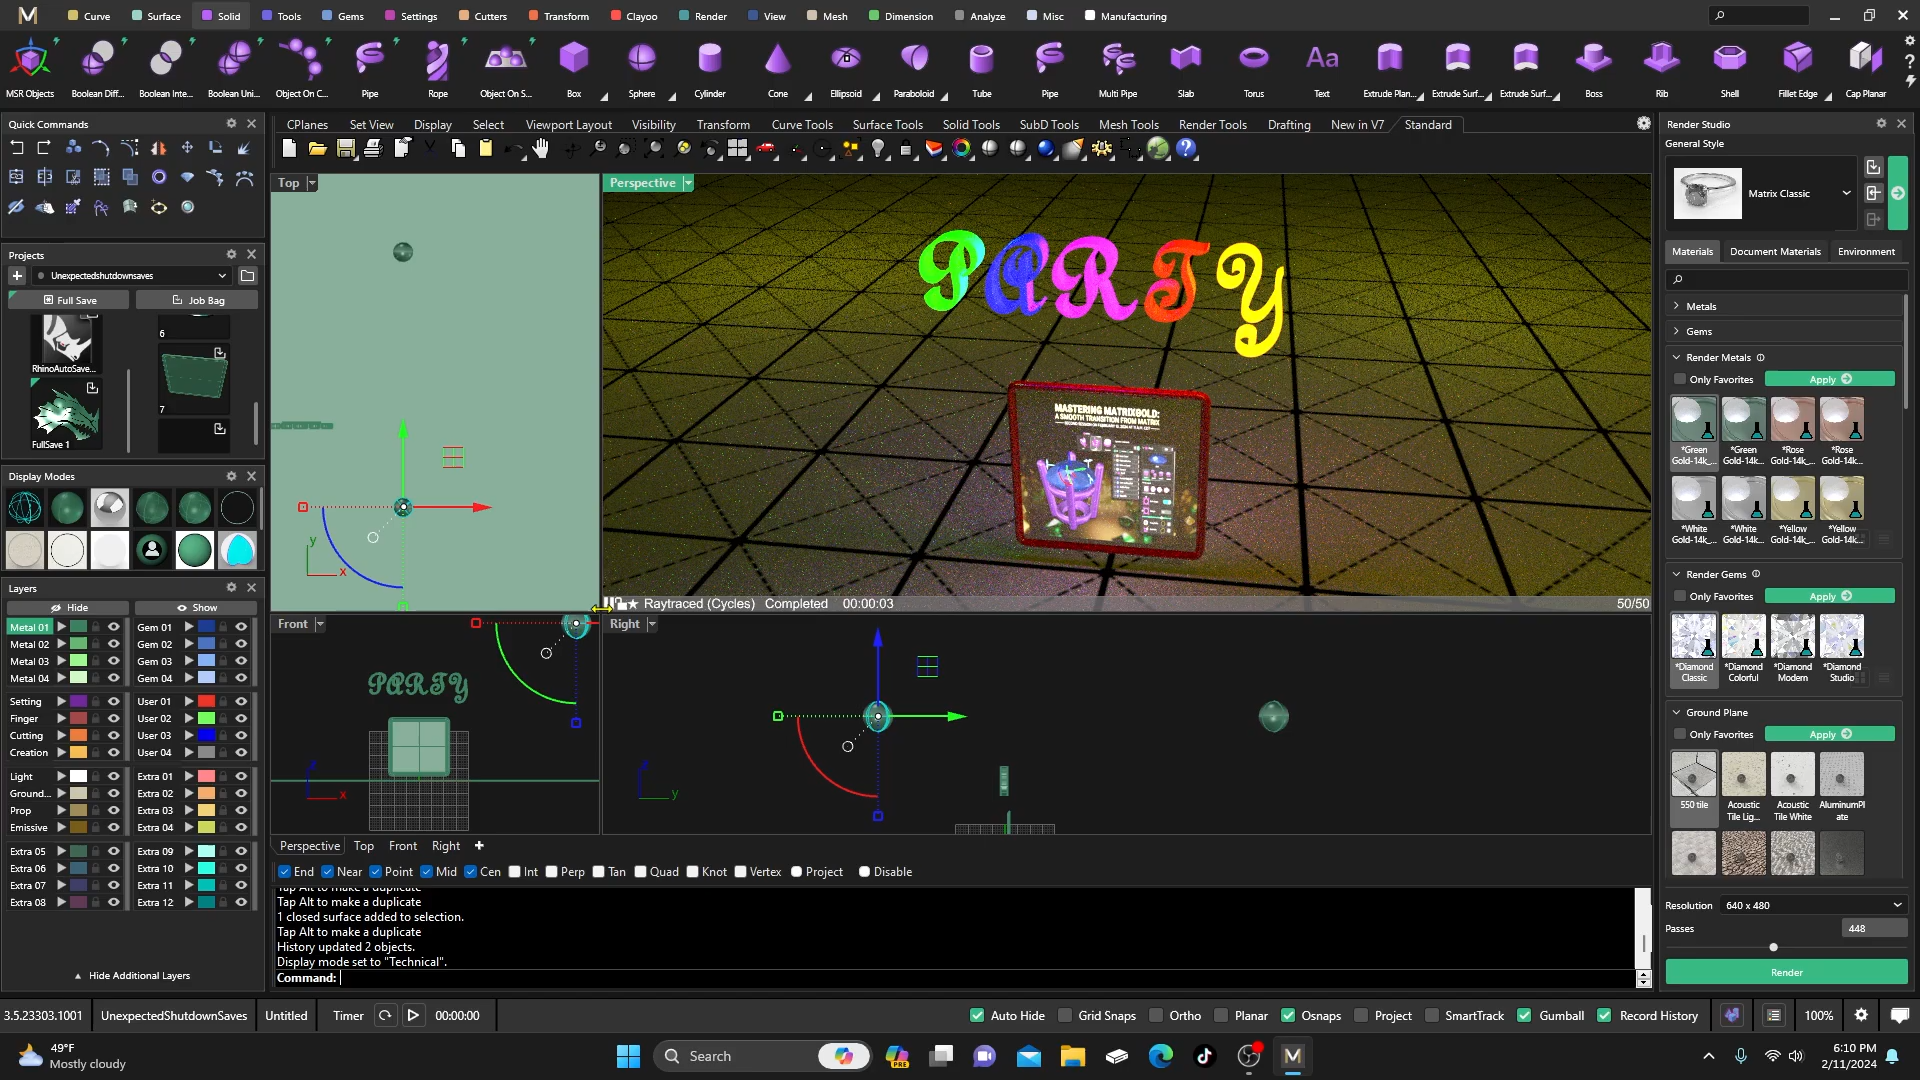 Curve Surface Solid Tools Gems Settings Cutters Transform Clayoo Render View Mesh Dimension Analyze Misc Manufacturing
MSR Objects Boolean Diff... Boolean Inte... Boolean Uni... Object On C... Pipe Rope Object On S... Box Sphere Cylinder Cone Ellipsoid Paraboloid Tube Pipe Multi Pipe Slab Torus Text Extrude Plan... Extrude Surf... Extrude Surf... Boss Rib Shell Fillet Edge Cap Planar
Quick Commands
CPlanes Set View Display Select Viewport Layout Visibility Transform Curve Tools Surface Tools Solid Tools SubD Tools Mesh Tools Render Tools Drafting New in V7 Standard
Render Studio
General Style
Matrix Classic
Materials Document Materials Environment
Metals
Gems
Render Metals
Only Favorites Apply
*Green Gold-14k_... *Green Gold-14k... *Rose Gold-14k_... *Rose Gold-14k...
*White Gold-14k_... *White Gold-14k... *Yellow Gold-14k_... *Yellow Gold-14k...
Render Gems
Only Favorites Apply
*Diamond Classic *Diamond Colorful *Diamond Modern *Diamond Studio
Ground Plane
Only Favorites Apply
550 tile Acoustic Tile Lig... Acoustic Tile White AluminumPlate
Resolution 640 x 480
Passes 448
Render
Projects
Unexpectedshutdownsaves
Full Save Job Bag
RhinoAutoSave...
FullSave 1
6
7
Display Modes
Layers
Hide Show
Metal 01 Gem 01
Metal 02 Gem 02
Metal 03 Gem 03
Metal 04 Gem 04
Setting User 01
Finger User 02
Cutting User 03
Creation User 04
Light Extra 01
Ground... Extra 02
Prop Extra 03
Emissive Extra 04
Extra 05 Extra 09
Extra 06 Extra 10
Extra 07 Extra 11
Extra 08 Extra 12
Hide Additional Layers
Top
y
x
Perspective
PARTY
MASTERING MATRIXGOLD:
A SMOOTH TRANSITION FROM MATRIX
Raytraced (Cycles) Completed 00:00:03 50/50
Front
PARTY
x
Right
y
Perspective Top Front Right
End Near Point Mid Cen Int Perp Tan Quad Knot Vertex Project Disable
Tap Alt to make a duplicate
Tap Alt to make a duplicate
1 closed surface added to selection.
Tap Alt to make a duplicate
History updated 2 objects.
Display mode set to "Technical".
Command:
3.5.23303.1001 UnexpectedShutdownSaves Untitled Timer 00:00:00 Auto Hide Grid Snaps Ortho Planar Osnaps Project SmartTrack Gumball Record History 100%
49°F
Mostly cloudy
Search
PRE
6:10 PM
2/11/2024